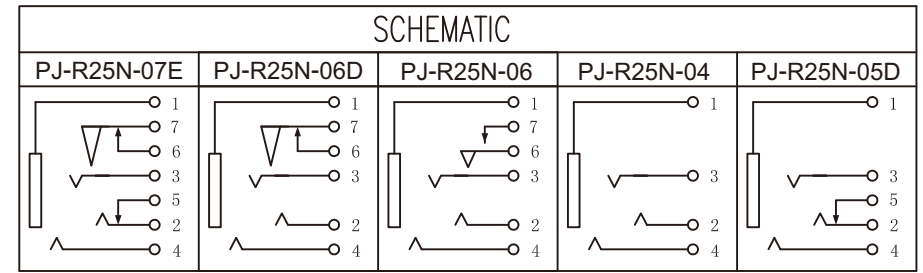 SCHEMATIC
PJ-R25N-07E PJ-R25N-06D PJ-R25N-06 PJ-R25N-04 PJ-R25N-05D
1 1 1 1 1
7 7 7
6 6 6
3 3 3 3 3
5 5
2 2 2 2 2
4 4 4 4 4